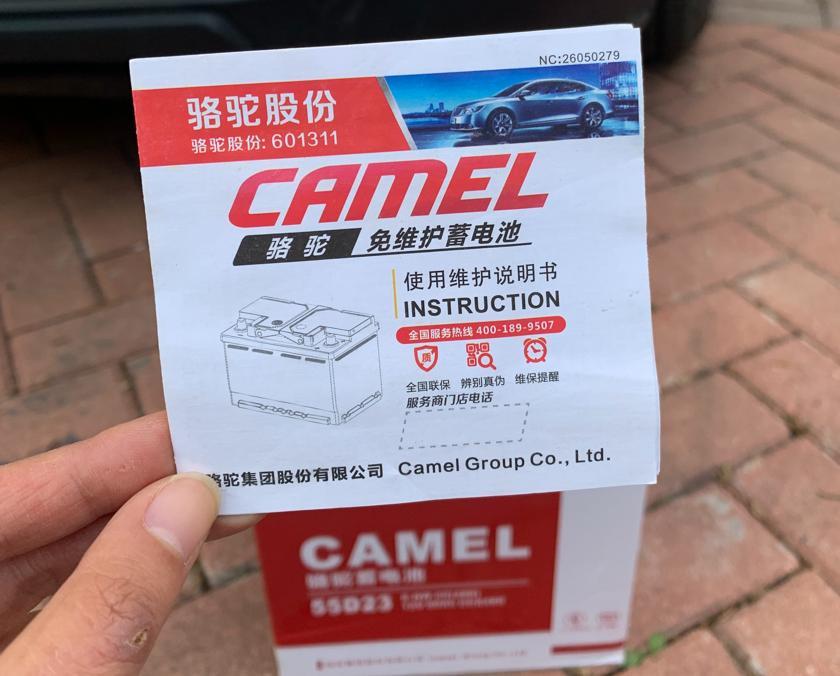 NC:26050279
骆驼股份
骆驼股份: 601311
CAMEL
骆驼 免维护蓄电池
使用维护说明书
INSTRUCTION
全国服务热线 400-189-9507
质
全国联保 辨别真伪 维保提醒
服务商门店电话
骆驼集团股份有限公司 Camel Group Co., Ltd.
CAMEL
骆驼蓄电池
55D23